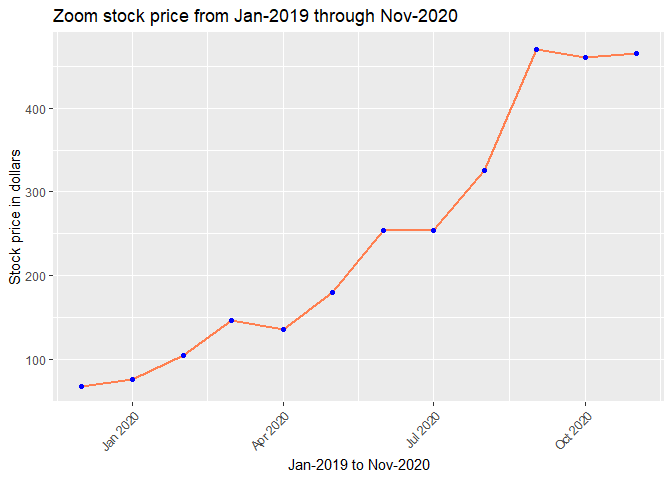 Zoom stock price from Jan-2019 through Nov-2020
Stock price in dollars
400
300
200
100
Jan 2020
Apr 2020
Jul 2020
Oct 2020
Jan-2019 to Nov-2020